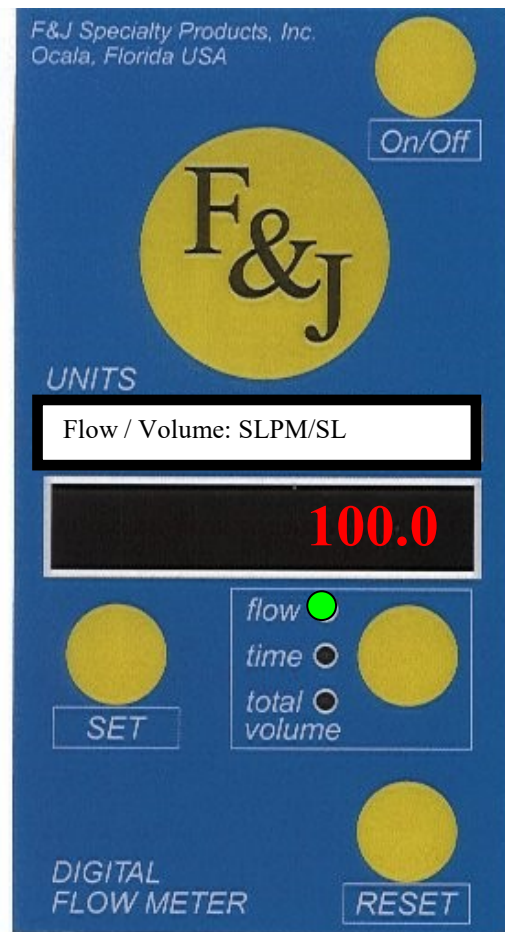 F&J Specialty Products, Inc.
Ocala, Florida USA
On/Off
F&J
UNITS
Flow / Volume: SLPM/SL
100.0
flow
time
total
volume
SET
DIGITAL
FLOW METER
RESET